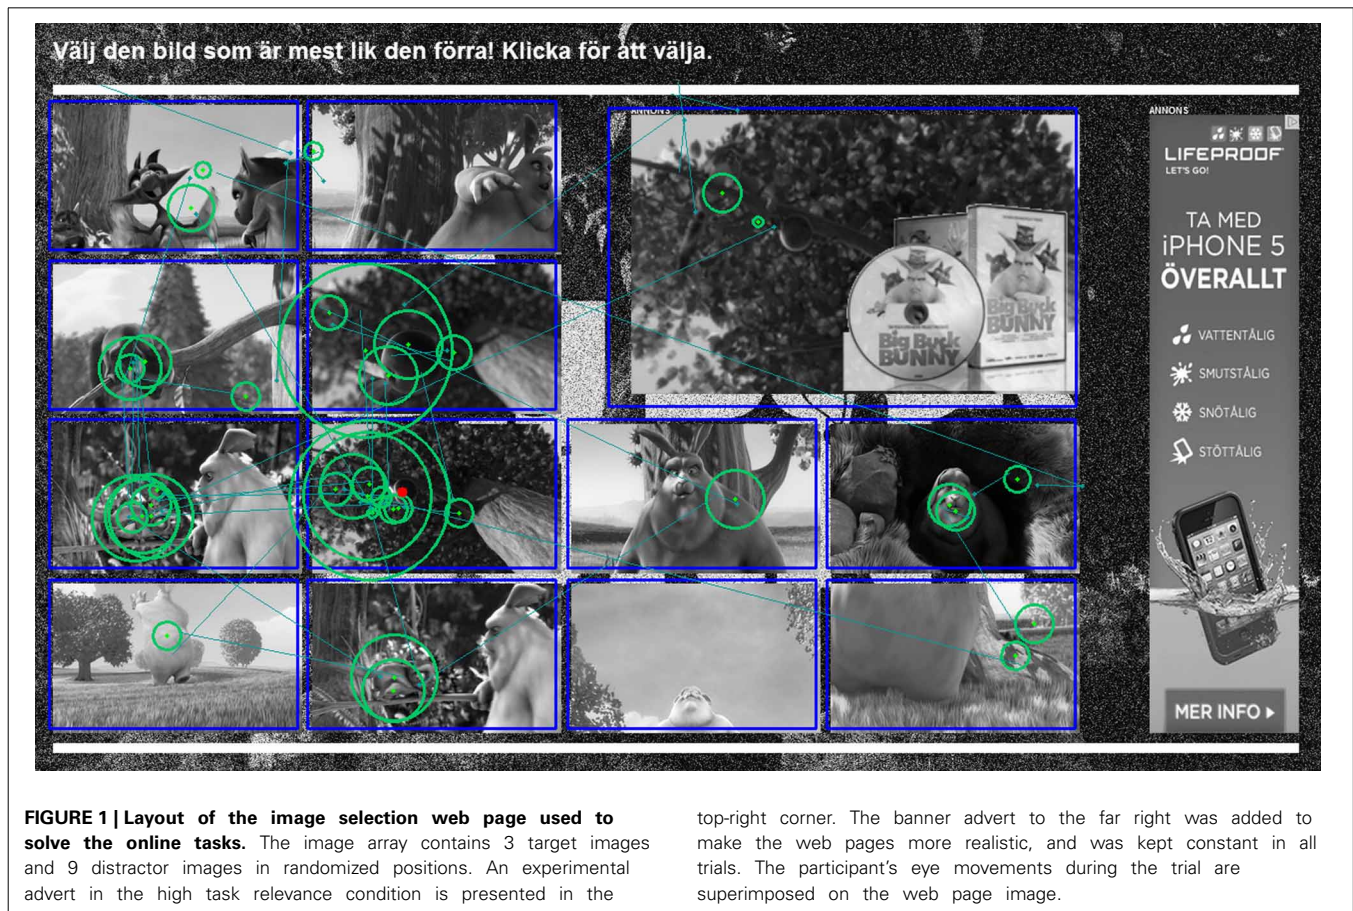 Välj den bild som är mest lik den förra! Klicka för att välja.
ANNONS
Big Buck
BUNNY
Big Buck
BUNNY
ANNONS
LIFEPROOF
LET'S GO!
TA MED
iPHONE 5
ÖVERALLT
VATTENTÅLIG
SMUTSTÅLIG
SNÖTÅLIG
STÖTTÅLIG
MER INFO
FIGURE 1 | Layout of the image selection web page used to
solve the online tasks. The image array contains 3 target images
and 9 distractor images in randomized positions. An experimental
advert in the high task relevance condition is presented in the
top-right corner. The banner advert to the far right was added to
make the web pages more realistic, and was kept constant in all
trials. The participant's eye movements during the trial are
superimposed on the web page image.